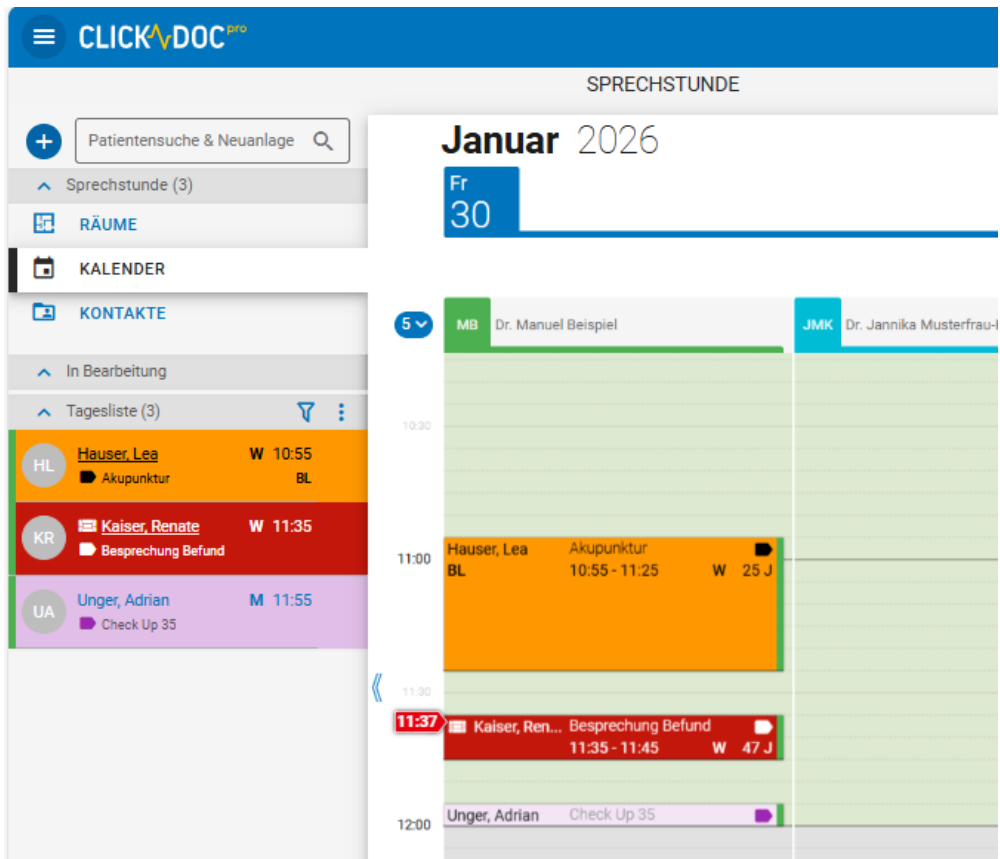 CLICKDOC pro
SPRECHSTUNDE
Patientensuche & Neuanlage
Sprechstunde (3)
RÄUME
KALENDER
KONTAKTE
In Bearbeitung
Tagesliste (3)
HL Hauser, Lea W 10:55
Akupunktur BL
KR Kaiser, Renate W 11:35
Besprechung Befund
UA Unger, Adrian M 11:55
Check Up 35
Januar 2026
Fr
30
5 MB Dr. Manuel Beispiel JMK Dr. Jannika Musterfrau-
10:30
11:00 Hauser, Lea Akupunktur
BL 10:55 - 11:25 W 25 J
11:30
11:37 Kaiser, Ren... Besprechung Befund
11:35 - 11:45 W 47 J
Unger, Adrian Check Up 35
12:00